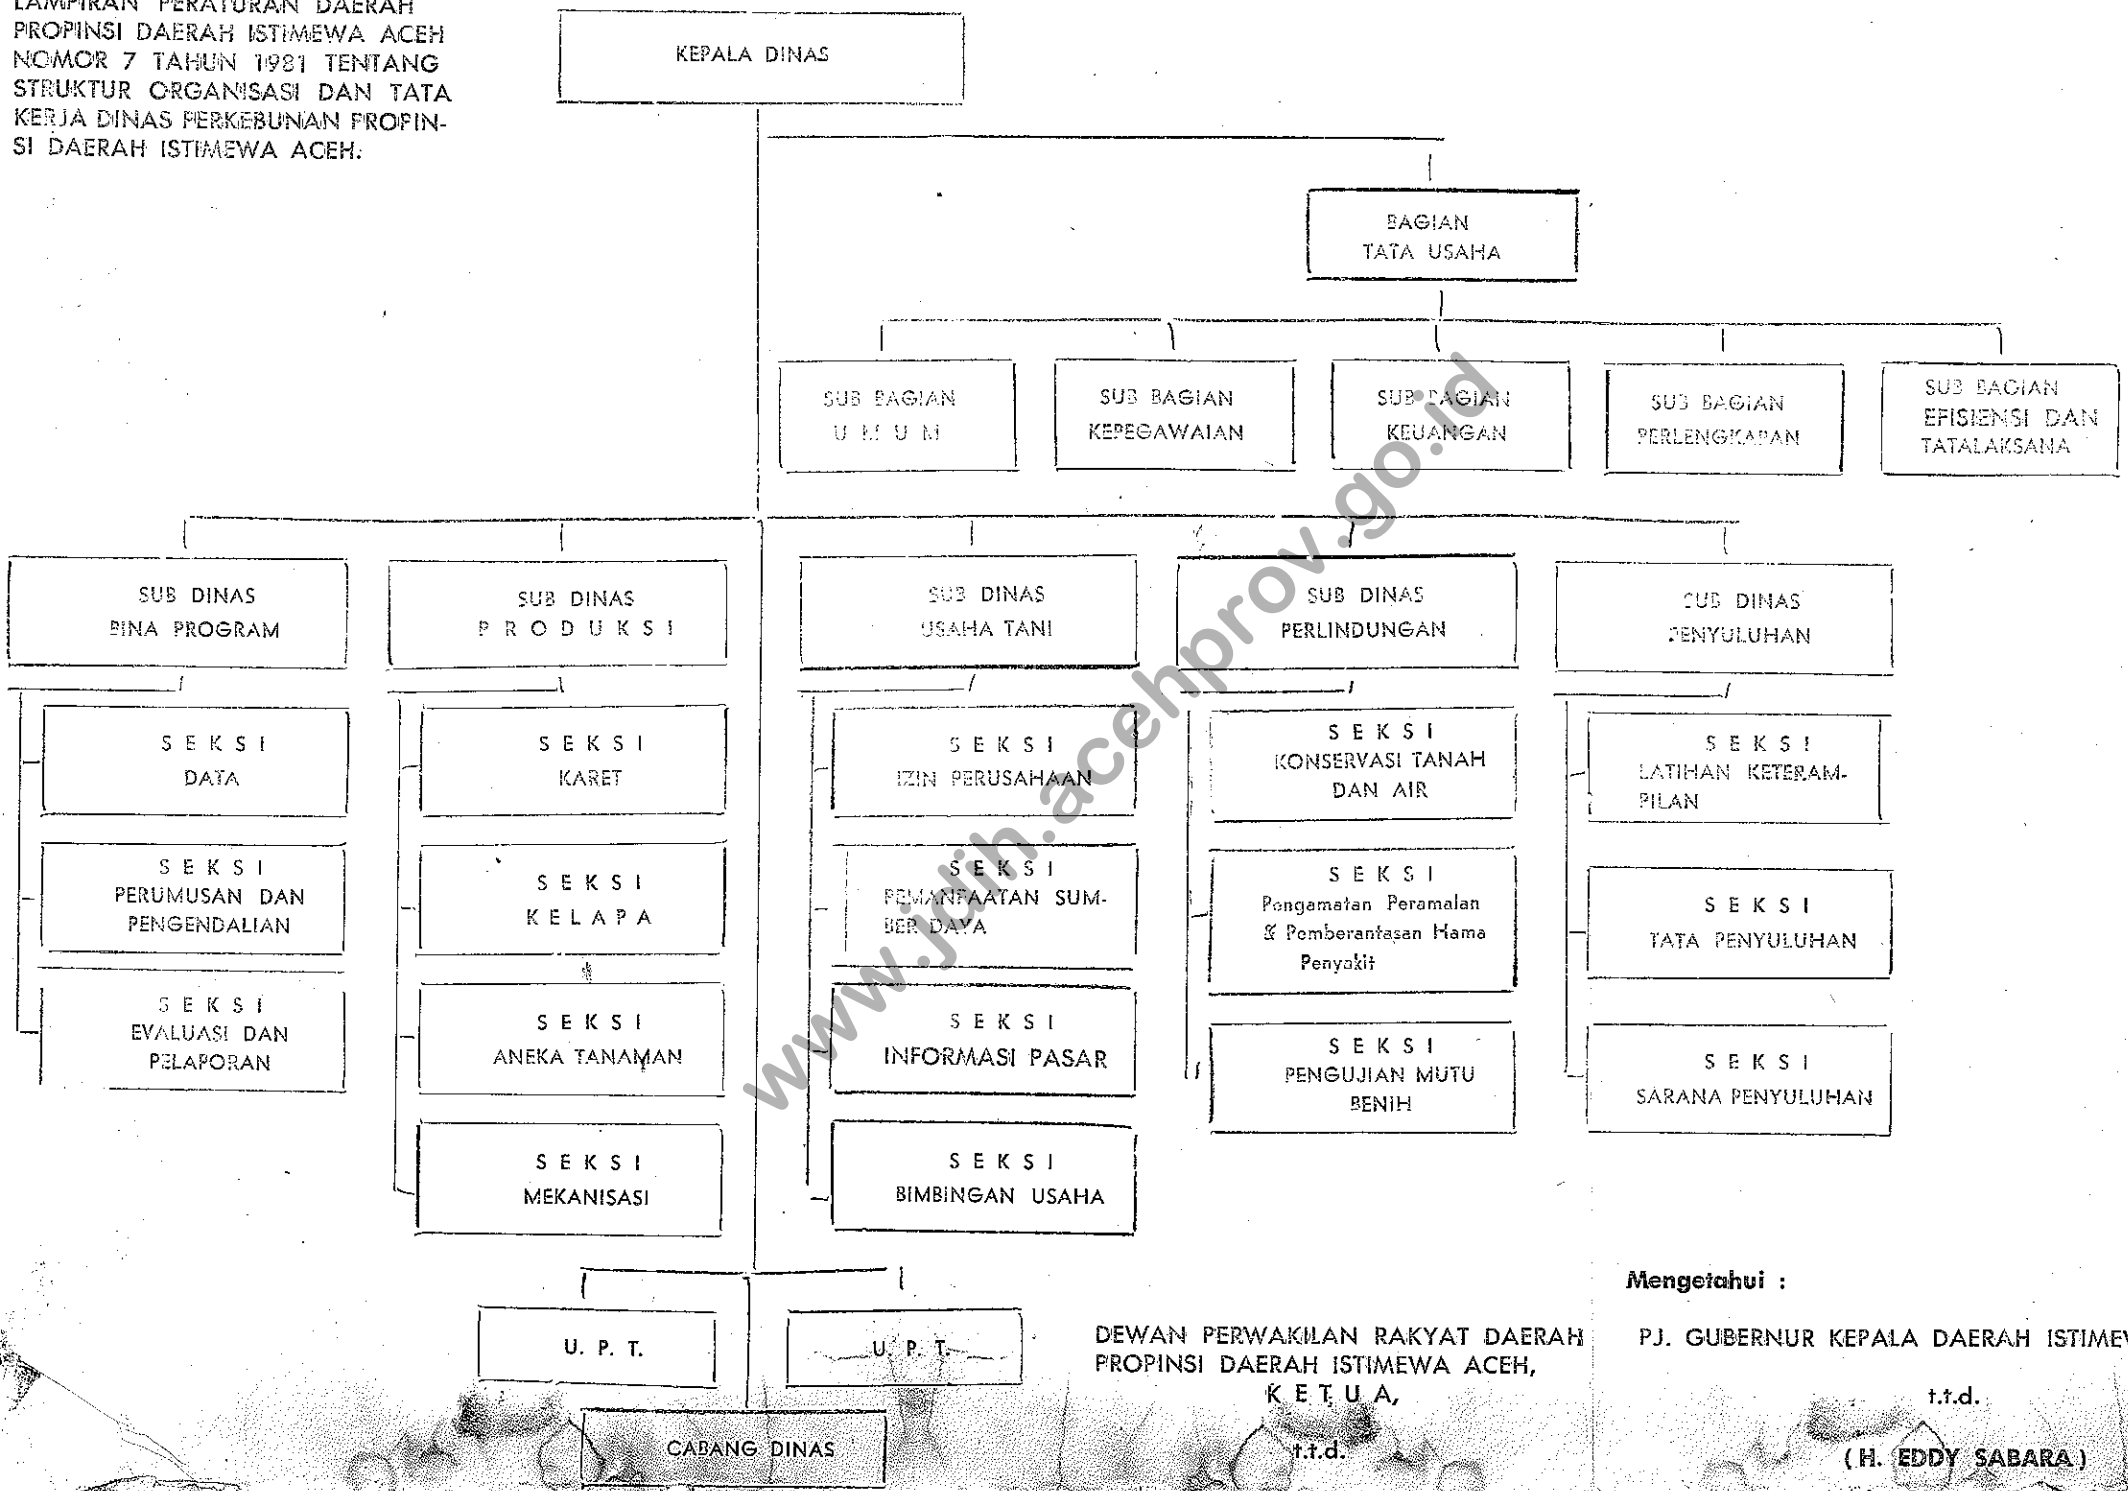 LAMPIRAN PERATURAN DAERAH
PROPINSI DAERAH ISTIMEWA ACEH
NOMOR 7 TAHUN 1981 TENTANG
STRUKTUR ORGANISASI DAN TATA
KERJA DINAS PERKEBUNAN PROPIN-
SI DAERAH ISTIMEWA ACEH.
KEPALA DINAS
BAGIAN
TATA USAHA
SUB BAGIAN
U M U M
SUB BAGIAN
KEPEGAWAIAN
SUB BAGIAN
KEUANGAN
SUB BAGIAN
PERLENGKAPAN
SUB BAGIAN
EFISIENSI DAN
TATALAKSANA
SUB DINAS
BINA PROGRAM
SUB DINAS
P R O D U K S I
SUB DINAS
USAHA TANI
SUB DINAS
PERLINDUNGAN
SUB DINAS
PENYULUHAN
S E K S I
DATA
S E K S I
PERUMUSAN DAN
PENGENDALIAN
S E K S I
EVALUASI DAN
PELAPORAN
S E K S I
KARET
S E K S I
K E L A P A
S E K S I
ANEKA TANAMAN
S E K S I
MEKANISASI
S E K S I
IZIN PERUSAHAAN
S E K S I
PEMANFAATAN SUM-
BER DAYA
S E K S I
INFORMASI PASAR
S E K S I
BIMBINGAN USAHA
S E K S I
KONSERVASI TANAH
DAN AIR
S E K S I
Pengamatan Peramalan
& Pemberantasan Hama
Penyakit
S E K S I
PENGUJIAN MUTU
BENIH
S E K S I
LATIHAN KETERAM-
PILAN
S E K S I
TATA PENYULUHAN
S E K S I
SARANA PENYULUHAN
U. P. T.
U. P. T.
CABANG DINAS
DEWAN PERWAKILAN RAKYAT DAERAH
PROPINSI DAERAH ISTIMEWA ACEH,
K E T U A,
t.t.d.
Mengetahui :
PJ. GUBERNUR KEPALA DAERAH
t.t.d.
( H. EDDY SABARA )
www.jdih.acehprov.go.id